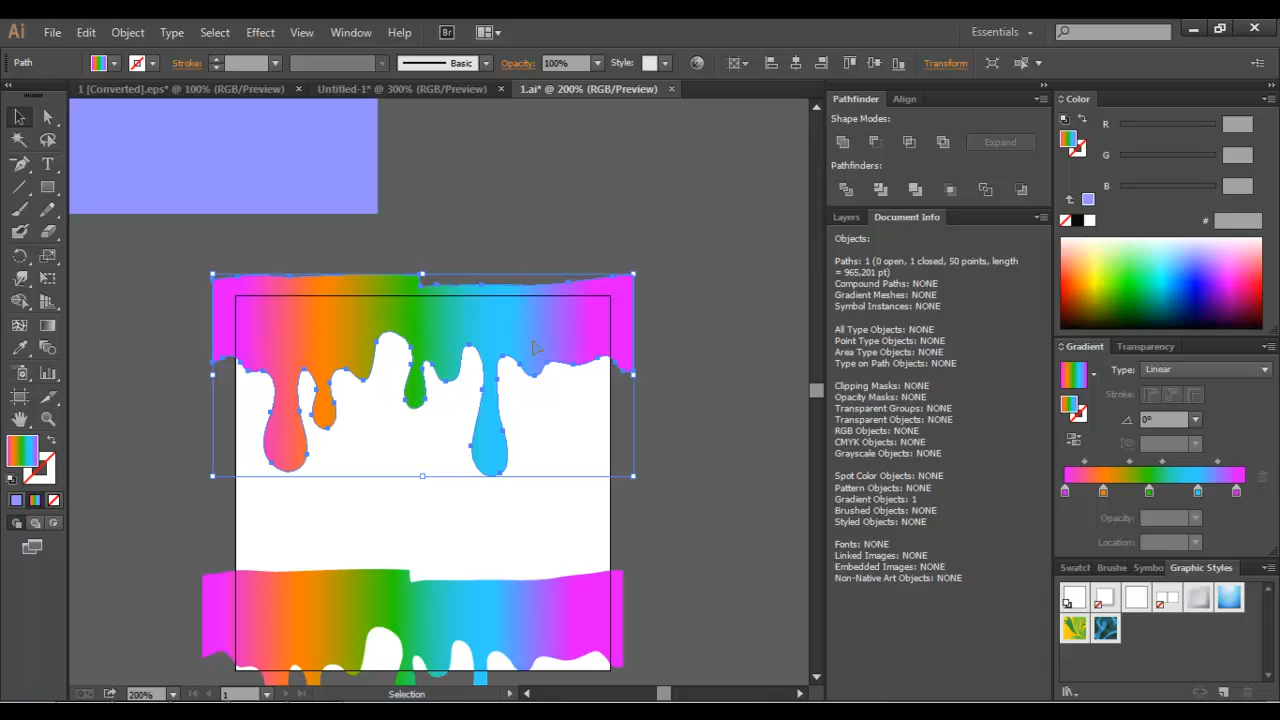 Ai File Edit Object Type Select Effect View Window Help Br Essentials
Path Stroke: Basic Opacity: 100% Style: Transform
1 [Converted].eps* @ 100% (RGB/Preview) × Untitled-1* @ 300% (RGB/Preview) × 1.ai* @ 200% (RGB/Preview) ×
Pathfinder Align
Shape Modes:
Expand
Pathfinders:
Layers Document Info
Objects:
Paths: 1 (0 open, 1 closed, 50 points, length
= 965,201 pt)
Compound Paths: NONE
Gradient Meshes: NONE
Symbol Instances: NONE
All Type Objects: NONE
Point Type Objects: NONE
Area Type Objects: NONE
Type on Path Objects: NONE
Clipping Masks: NONE
Opacity Masks: NONE
Transparent Groups: NONE
Transparent Objects: NONE
RGB Objects: NONE
CMYK Objects: NONE
Grayscale Objects: NONE
Spot Color Objects: NONE
Pattern Objects: NONE
Gradient Objects: 1
Brushed Objects: NONE
Styled Objects: NONE
Fonts: NONE
Linked Images: NONE
Embedded Images: NONE
Non-Native Art Objects: NONE
Color
R
G
B
#
Gradient Transparency
Type: Linear
Stroke:
0°
Opacity:
Location:
Swatch Brushe Symbo Graphic Styles
200% 1 Selection